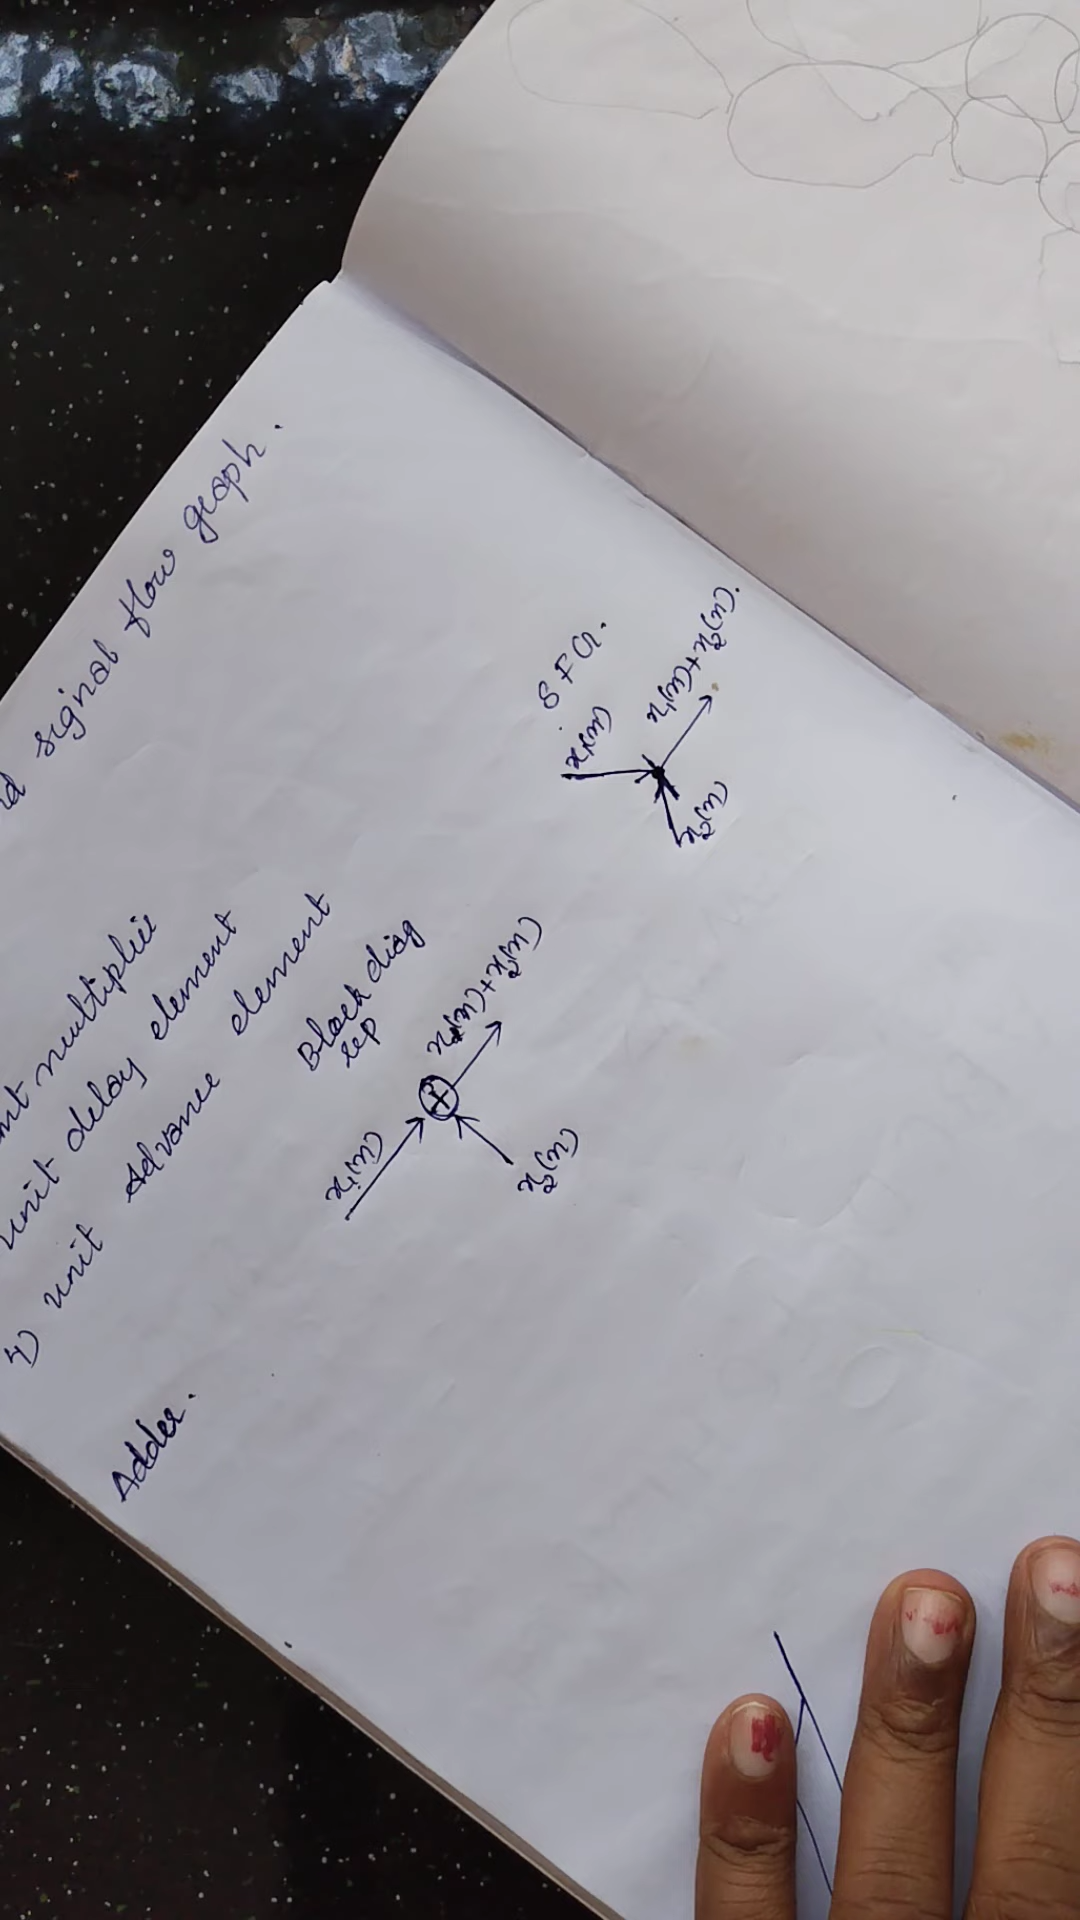 signal flow graph.
multiplier
unit delay element
4) unit Advance element
Block diag
rep
S F G.
Adder.
x1(n)
x1(n)+x2(n)
x2(n)
x1(n)
x1(n)+x2(n).
x2(n)